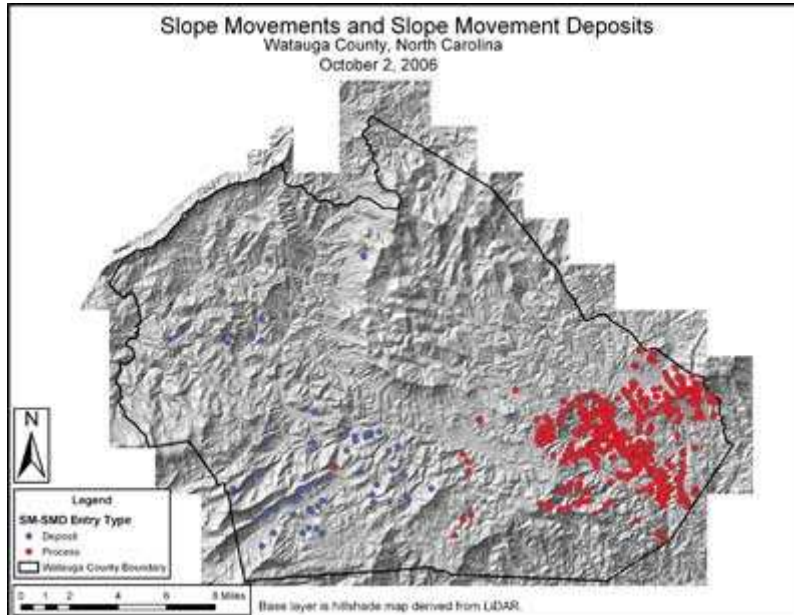 Slope Movements and Slope Movement Deposits
Watauga County, North Carolina
October 2, 2006
N
Legend
SM-SMD Entry Type
Deposit
Process
Watauga County Boundary
0 1 2 4 6 8 Miles
Base layer is hillshade map derived from LiDAR.